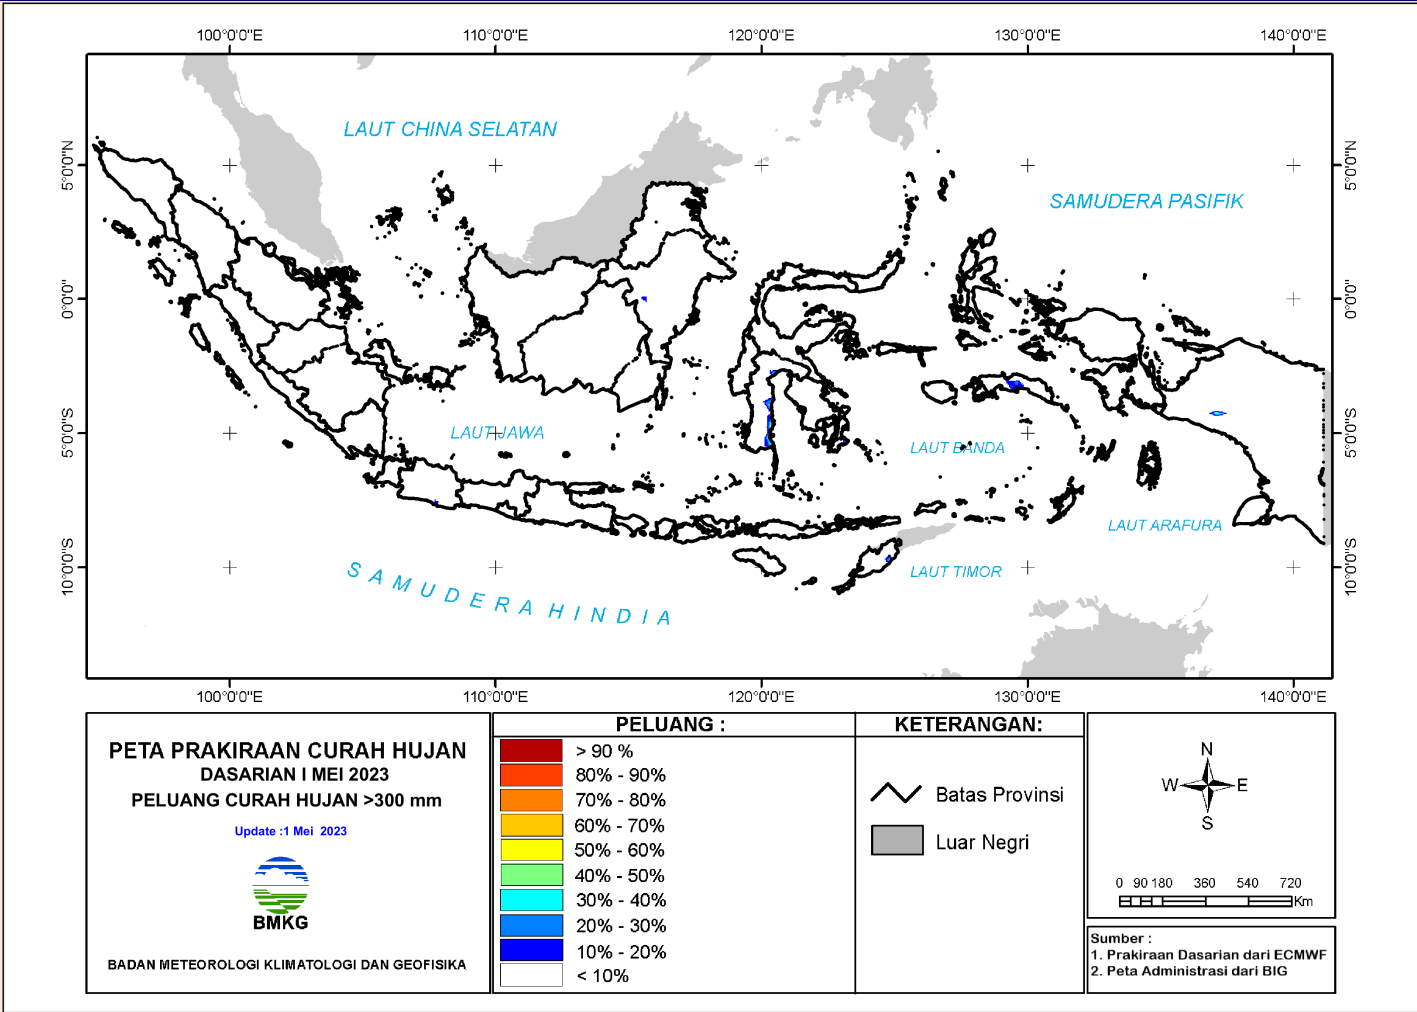 100°0'0"E 110°0'0"E 120°0'0"E 130°0'0"E 140°0'0"E
LAUT CHINA SELATAN
5°0'0"N 5°0'0"N
SAMUDERA PASIFIK
0°0'0" 0°0'0"
5°0'0"S LAUT JAWA LAUT BANDA 5°0'0"S
LAUT ARAFURA
10°0'0"S LAUT TIMOR 10°0'0"S
SAMUDERA HINDIA
100°0'0"E 110°0'0"E 120°0'0"E 130°0'0"E 140°0'0"E
PETA PRAKIRAAN CURAH HUJAN
DASARIAN I MEI 2023
PELUANG CURAH HUJAN >300 mm
Update :1 Mei 2023
BMKG
BADAN METEOROLOGI KLIMATOLOGI DAN GEOFISIKA
PELUANG :
> 90 %
80% - 90%
70% - 80%
60% - 70%
50% - 60%
40% - 50%
30% - 40%
20% - 30%
10% - 20%
< 10%
KETERANGAN:
Batas Provinsi
Luar Negri
N
W E
S
0 90 180 360 540 720
Km
Sumber :
1. Prakiraan Dasarian dari ECMWF
2. Peta Administrasi dari BIG